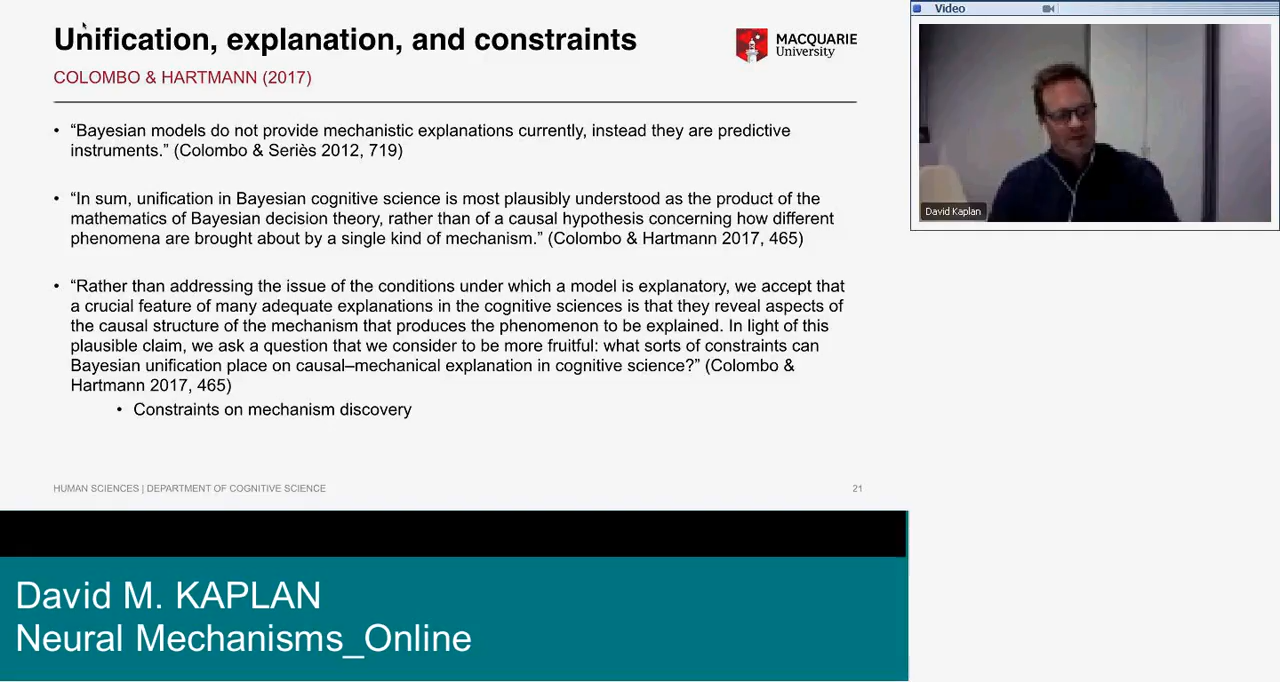 Unification, explanation, and constraints
COLOMBO & HARTMANN (2017)
MACQUARIE
University
• “Bayesian models do not provide mechanistic explanations currently, instead they are predictive
instruments.” (Colombo & Seriès 2012, 719)
• “In sum, unification in Bayesian cognitive science is most plausibly understood as the product of the
mathematics of Bayesian decision theory, rather than of a causal hypothesis concerning how different
phenomena are brought about by a single kind of mechanism.” (Colombo & Hartmann 2017, 465)
• “Rather than addressing the issue of the conditions under which a model is explanatory, we accept that
a crucial feature of many adequate explanations in the cognitive sciences is that they reveal aspects of
the causal structure of the mechanism that produces the phenomenon to be explained. In light of this
plausible claim, we ask a question that we consider to be more fruitful: what sorts of constraints can
Bayesian unification place on causal–mechanical explanation in cognitive science?” (Colombo &
Hartmann 2017, 465)
• Constraints on mechanism discovery
HUMAN SCIENCES | DEPARTMENT OF COGNITIVE SCIENCE
21
Video
David Kaplan
David M. KAPLAN
Neural Mechanisms_Online